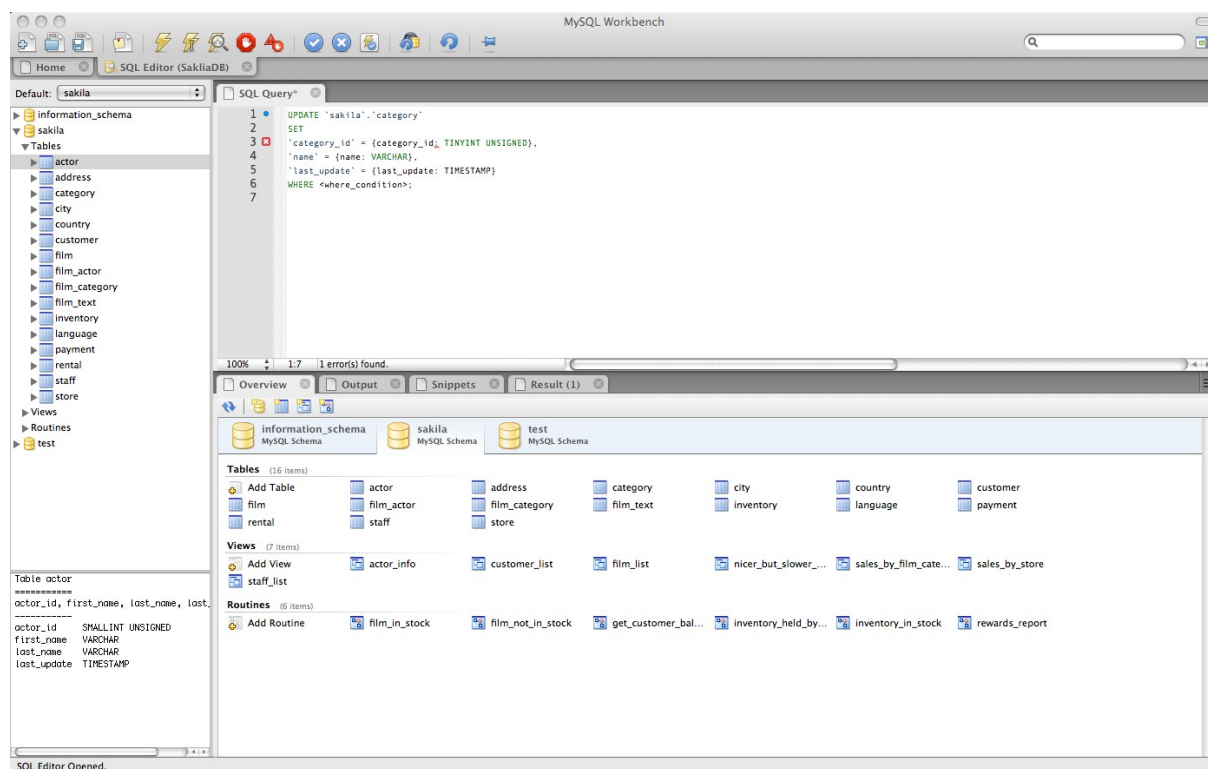 MySQL Workbench
Home
SQL Editor (SakliaDB)
Default: sakila
information_schema
sakila
Tables
actor
address
category
city
country
customer
film
film_actor
film_category
film_text
inventory
language
payment
rental
staff
store
Views
Routines
test
Table actor
===========
actor_id, first_name, last_name, last_
-----------
actor_id SMALLINT UNSIGNED
first_name VARCHAR
last_name VARCHAR
last_update TIMESTAMP
SQL Query*
1 UPDATE `sakila`.`category`
2 SET
3 `category_id` = {category_id: TINYINT UNSIGNED},
4 `name` = {name: VARCHAR},
5 `last_update` = {last_update: TIMESTAMP}
6 WHERE <where_condition>;
7
100% 1:7 1 error(s) found.
Overview Output Snippets Result (1)
information_schema sakila test
MySQL Schema MySQL Schema MySQL Schema
Tables (16 items)
Add Table actor address category city country customer
film film_actor film_category film_text inventory language payment
rental staff store
Views (7 items)
Add View actor_info customer_list film_list nicer_but_slower_... sales_by_film_cate... sales_by_store
staff_list
Routines (6 items)
Add Routine film_in_stock film_not_in_stock get_customer_bal... inventory_held_by... inventory_in_stock rewards_report
SQL Editor Opened.